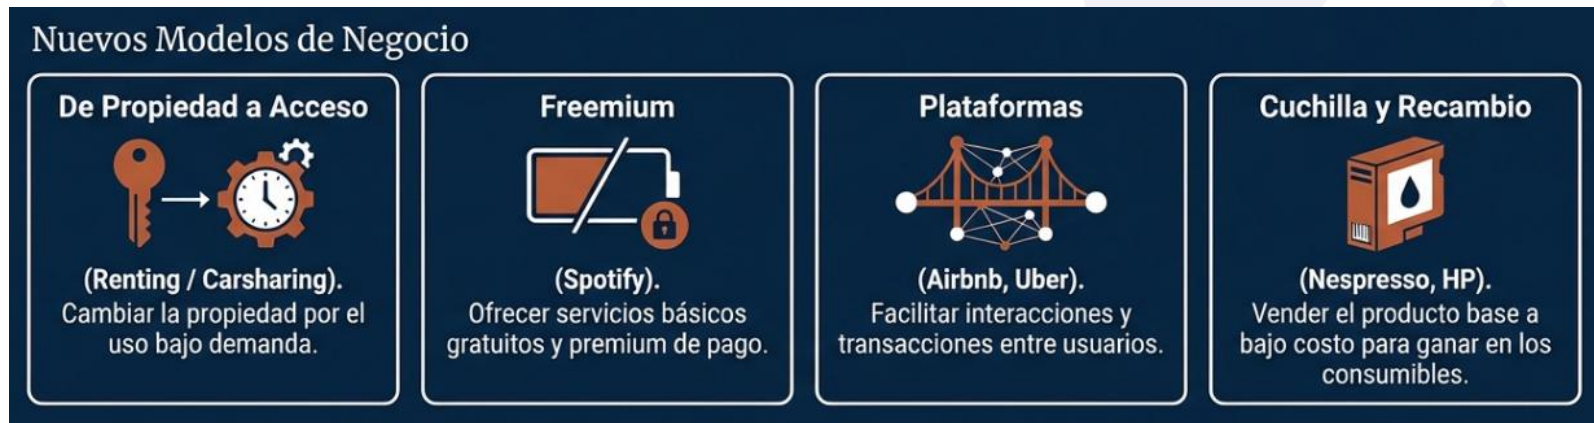 Nuevos Modelos de Negocio
De Propiedad a Acceso
(Renting / Carsharing).
Cambiar la propiedad por el
uso bajo demanda.
Freemium
(Spotify).
Ofrecer servicios básicos
gratuitos y premium de pago.
Plataformas
(Airbnb, Uber).
Facilitar interacciones y
transacciones entre usuarios.
Cuchilla y Recambio
(Nespresso, HP).
Vender el producto base a
bajo costo para ganar en los
consumibles.